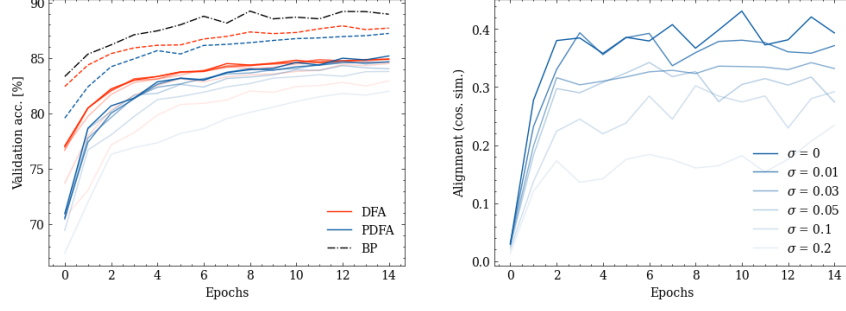 90
85
80
75
70
Validation acc. [%]
0 2 4 6 8 10 12 14
Epochs
DFA
PDFA
BP
0.4
0.3
0.2
0.1
0.0
Alignment (cos. sim.)
0 2 4 6 8 10 12 14
Epochs
σ = 0
σ = 0.01
σ = 0.03
σ = 0.05
σ = 0.1
σ = 0.2